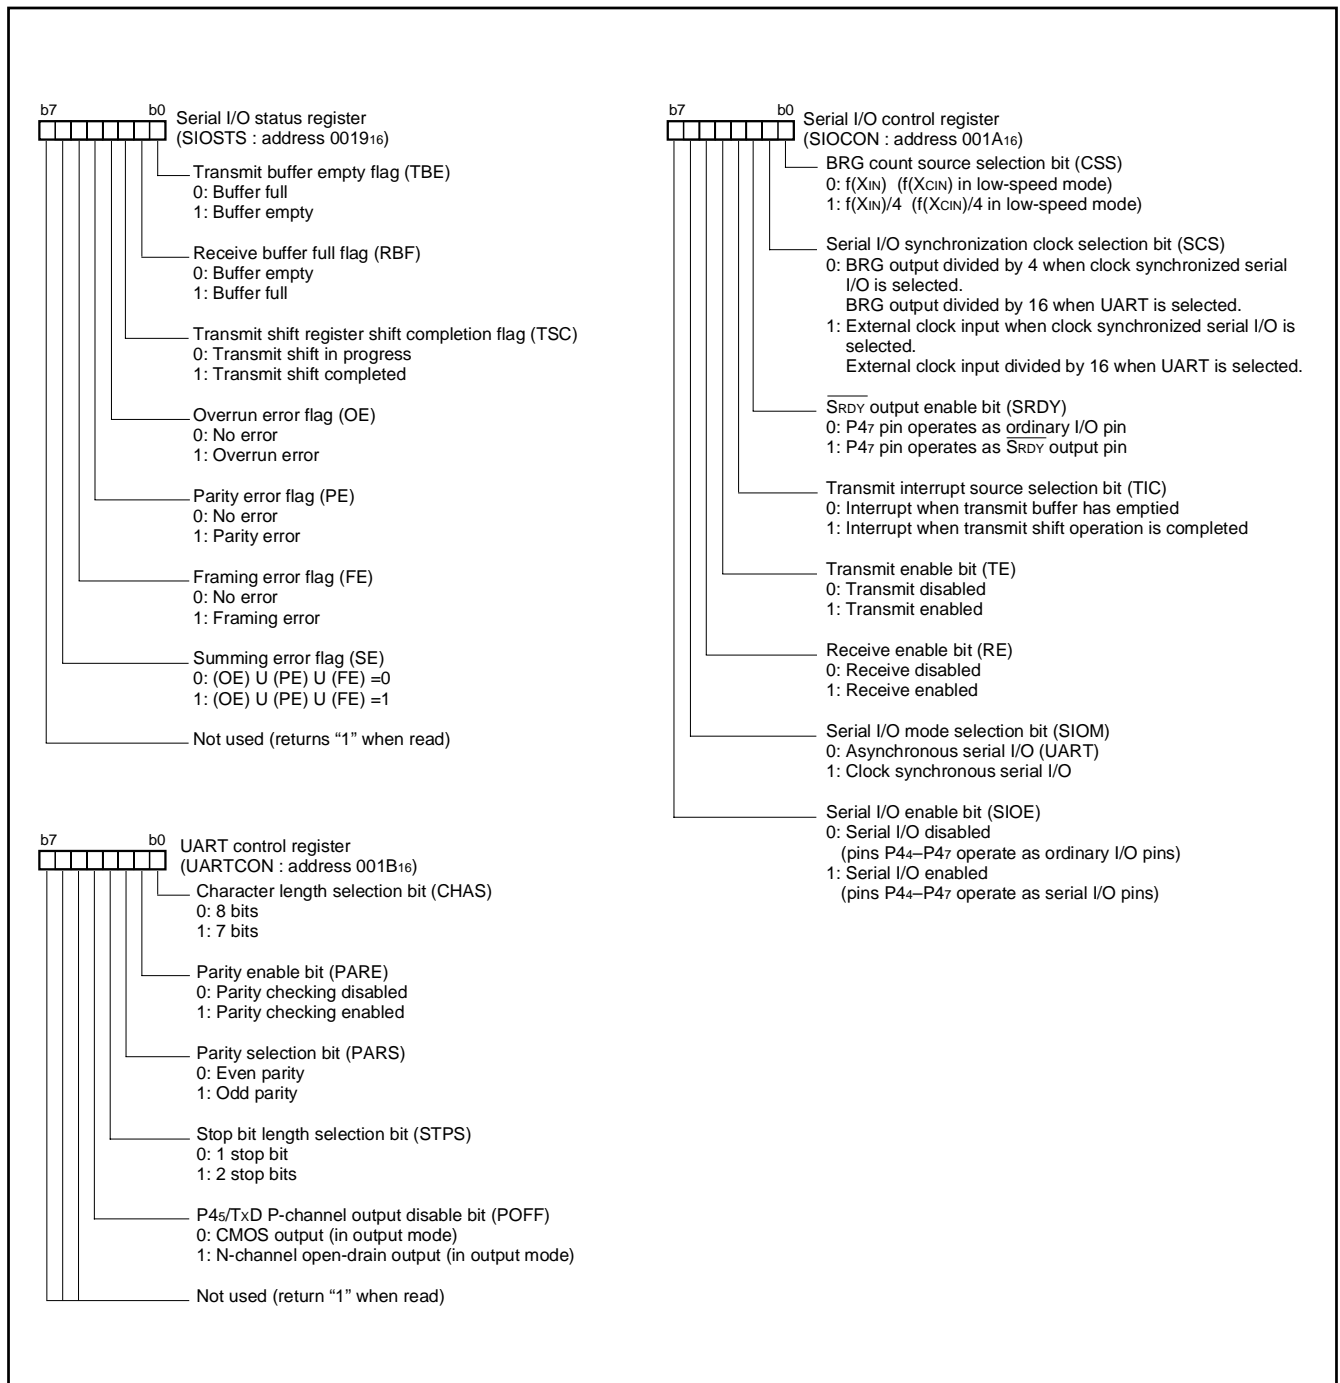 b7 b0
Serial I/O status register
(SIOSTS : address 001916)
Transmit buffer empty flag (TBE)
0: Buffer full
1: Buffer empty
Receive buffer full flag (RBF)
0: Buffer empty
1: Buffer full
Transmit shift register shift completion flag (TSC)
0: Transmit shift in progress
1: Transmit shift completed
Overrun error flag (OE)
0: No error
1: Overrun error
Parity error flag (PE)
0: No error
1: Parity error
Framing error flag (FE)
0: No error
1: Framing error
Summing error flag (SE)
0: (OE) U (PE) U (FE) =0
1: (OE) U (PE) U (FE) =1
Not used (returns “1” when read)
b7 b0
UART control register
(UARTCON : address 001B16)
Character length selection bit (CHAS)
0: 8 bits
1: 7 bits
Parity enable bit (PARE)
0: Parity checking disabled
1: Parity checking enabled
Parity selection bit (PARS)
0: Even parity
1: Odd parity
Stop bit length selection bit (STPS)
0: 1 stop bit
1: 2 stop bits
P45/TxD P-channel output disable bit (POFF)
0: CMOS output (in output mode)
1: N-channel open-drain output (in output mode)
Not used (return “1” when read)
b7 b0
Serial I/O control register
(SIOCON : address 001A16)
BRG count source selection bit (CSS)
0: f(XIN) (f(XCIN) in low-speed mode)
1: f(XIN)/4 (f(XCIN)/4 in low-speed mode)
Serial I/O synchronization clock selection bit (SCS)
0: BRG output divided by 4 when clock synchronized serial
I/O is selected.
BRG output divided by 16 when UART is selected.
1: External clock input when clock synchronized serial I/O is
selected.
External clock input divided by 16 when UART is selected.
SRDY output enable bit (SRDY)
0: P47 pin operates as ordinary I/O pin
1: P47 pin operates as SRDY output pin
Transmit interrupt source selection bit (TIC)
0: Interrupt when transmit buffer has emptied
1: Interrupt when transmit shift operation is completed
Transmit enable bit (TE)
0: Transmit disabled
1: Transmit enabled
Receive enable bit (RE)
0: Receive disabled
1: Receive enabled
Serial I/O mode selection bit (SIOM)
0: Asynchronous serial I/O (UART)
1: Clock synchronous serial I/O
Serial I/O enable bit (SIOE)
0: Serial I/O disabled
(pins P44–P47 operate as ordinary I/O pins)
1: Serial I/O enabled
(pins P44–P47 operate as serial I/O pins)